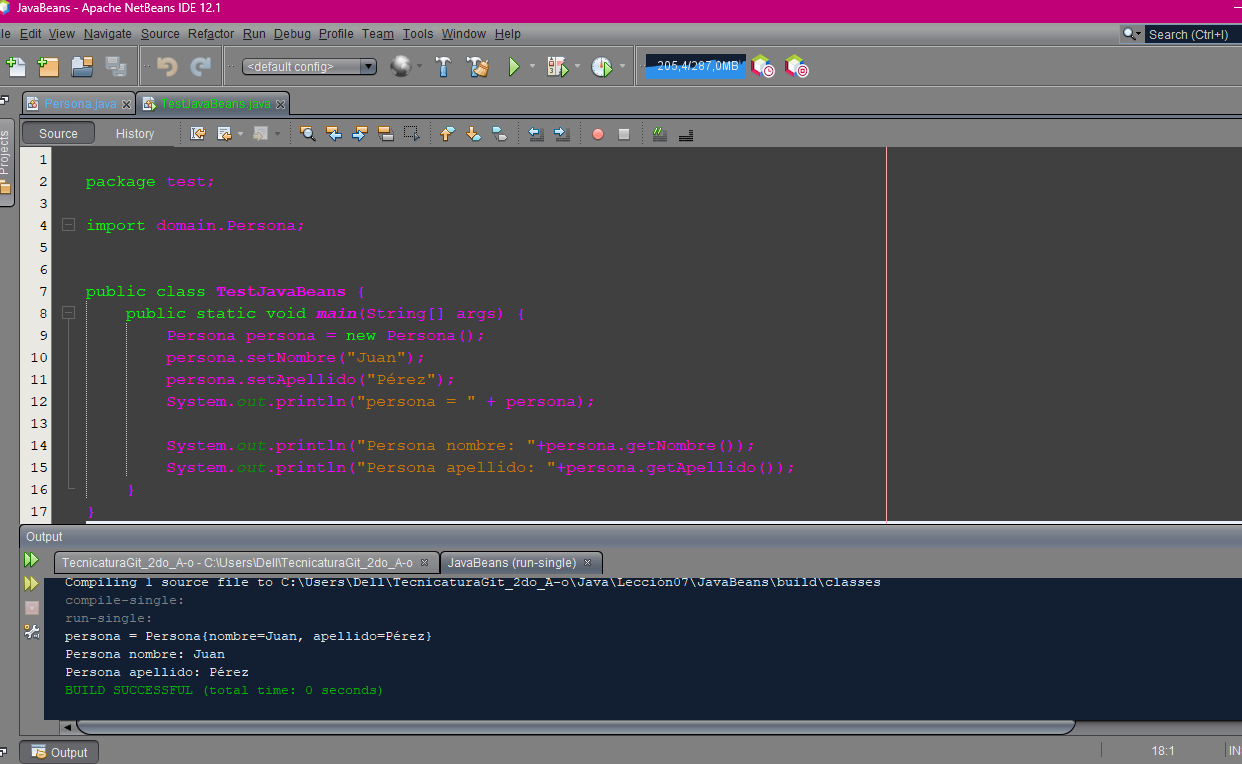 JavaBeans - Apache NetBeans IDE 12.1
le Edit View Navigate Source Refactor Run Debug Profile Team Tools Window Help
Search (Ctrl+I)
<default config>
205,4/287,0MB
Persona.java TestJavaBeans.java
Projects
Source History
1
2 package test;
3
4 import domain.Persona;
5
6
7 public class TestJavaBeans {
8 public static void main(String[] args) {
9 Persona persona = new Persona();
10 persona.setNombre("Juan");
11 persona.setApellido("Pérez");
12 System.out.println("persona = " + persona);
13
14 System.out.println("Persona nombre: "+persona.getNombre());
15 System.out.println("Persona apellido: "+persona.getApellido());
16 }
17 }
Output
TecnicaturaGit_2do_A-o - C:\Users\Dell\TecnicaturaGit_2do_A-o JavaBeans (run-single)
Compiling 1 source file to C:\Users\Dell\TecnicaturaGit_2do_A-o\Java\Lección07\JavaBeans\build\classes
compile-single:
run-single:
persona = Persona{nombre=Juan, apellido=Pérez}
Persona nombre: Juan
Persona apellido: Pérez
BUILD SUCCESSFUL (total time: 0 seconds)
Output
18:1 IN